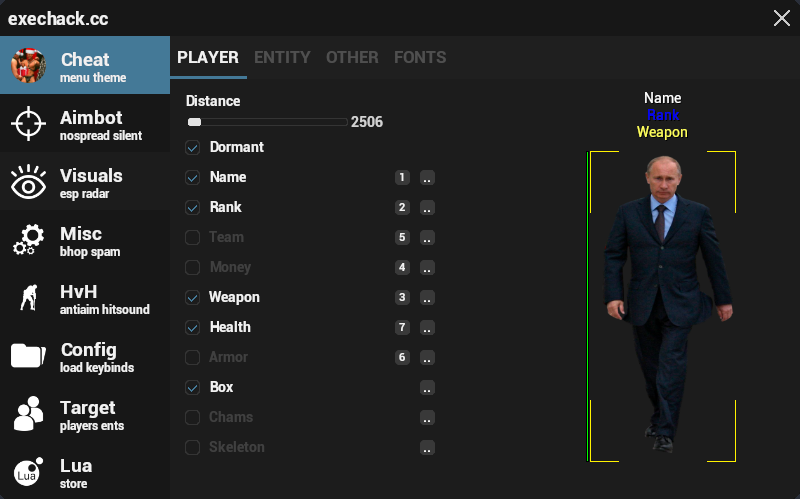 exechack.cc
Cheat
menu theme
Aimbot
nospread silent
Visuals
esp radar
Misc
bhop spam
HvH
antiaim hitsound
Config
load keybinds
Target
players ents
Lua
Lua
store
PLAYER ENTITY OTHER FONTS
Distance
2506
Dormant
Name 1 ..
Rank 2 ..
Team 5 ..
Money 4 ..
Weapon 3 ..
Health 7 ..
Armor 6 ..
Box ..
Chams ..
Skeleton ..
Name
Rank
Weapon